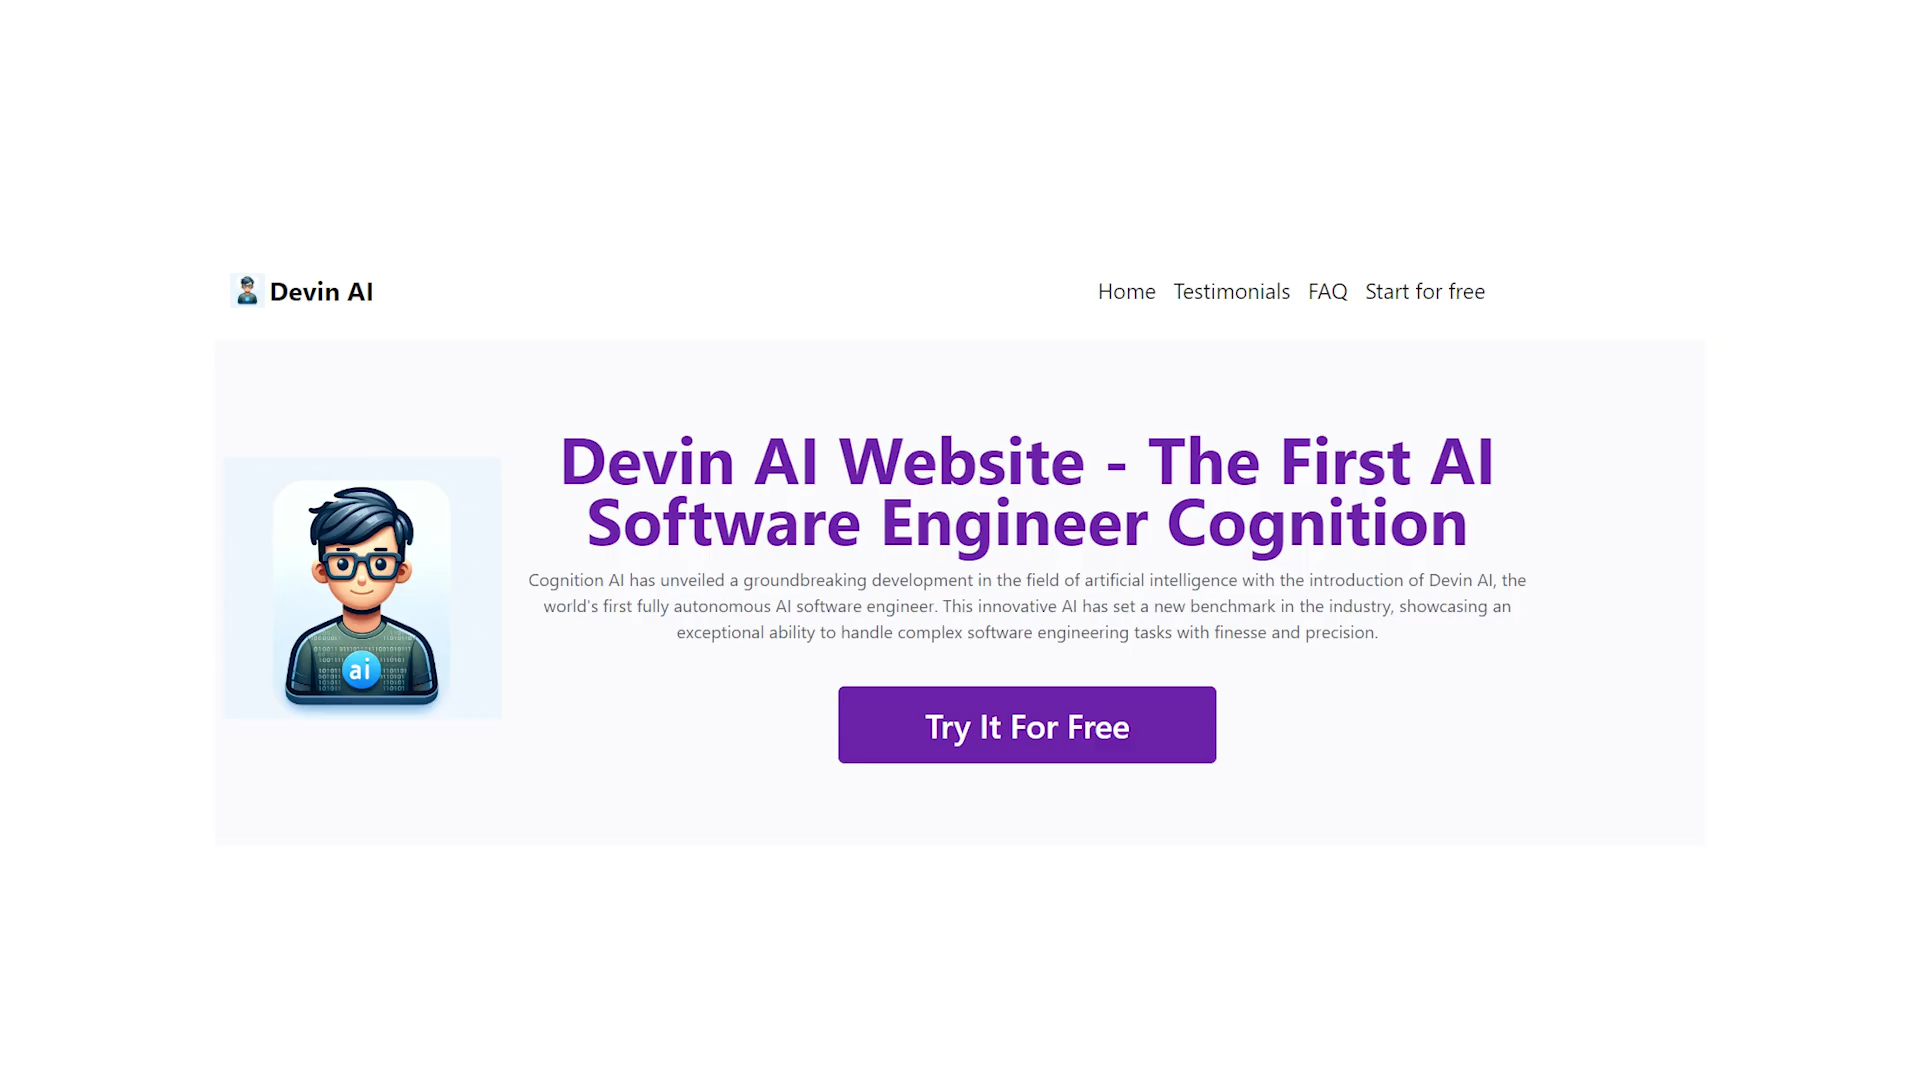 Devin AI
Home Testimonials FAQ Start for free
Devin AI Website - The First AI
Software Engineer Cognition
Cognition AI has unveiled a groundbreaking development in the field of artificial intelligence with the introduction of Devin AI, the
world's first fully autonomous AI software engineer. This innovative AI has set a new benchmark in the industry, showcasing an
exceptional ability to handle complex software engineering tasks with finesse and precision.
ai
Try It For Free